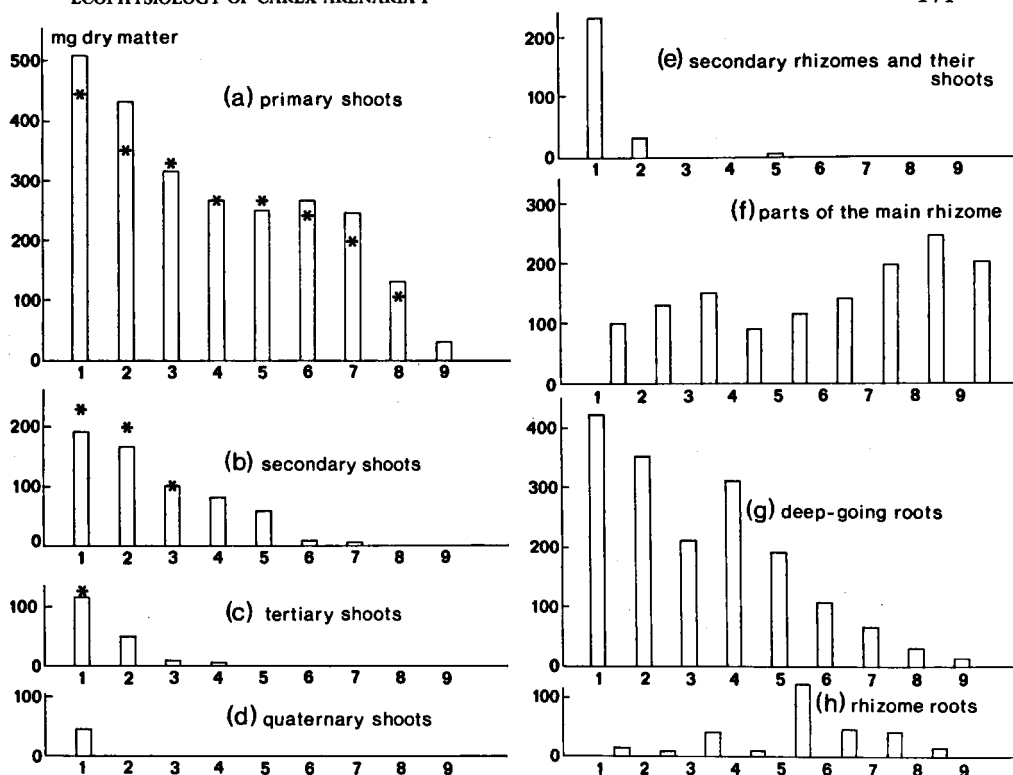 mg dry matter
500
400
300
200
100
0
(a) primary shoots
1 2 3 4 5 6 7 8 9
200
100
0
(b) secondary shoots
1 2 3 4 5 6 7 8 9
100
0
(c) tertiary shoots
1 2 3 4 5 6 7 8 9
100
0
(d) quaternary shoots
1 2 3 4 5 6 7 8 9
200
100
0
(e) secondary rhizomes and their
shoots
1 2 3 4 5 6 7 8 9
300
200
100
0
(f) parts of the main rhizome
1 2 3 4 5 6 7 8 9
400
300
200
100
0
(g) deep-going roots
1 2 3 4 5 6 7 8 9
100
0
(h) rhizome roots
1 2 3 4 5 6 7 8 9